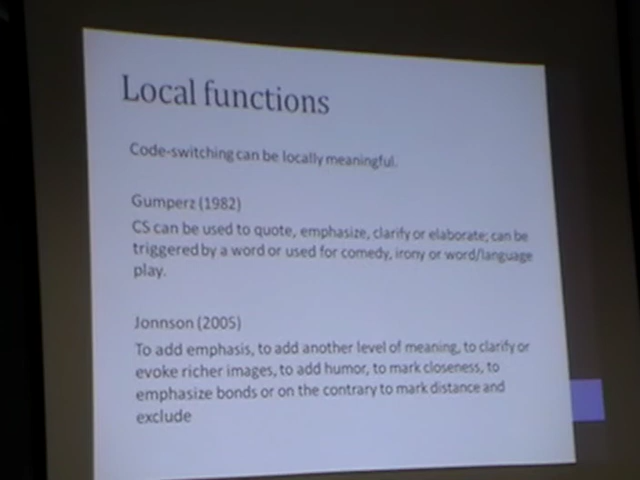 Local functions
Code-switching can be locally meaningful.
Gumperz (1982)
CS can be used to quote, emphasize, clarify or elaborate; can be
triggered by a word or used for comedy, irony or word/language
play.
Jonnson (2005)
To add emphasis, to add another level of meaning, to clarify or
evoke richer images, to add humor, to mark closeness, to
emphasize bonds or on the contrary to mark distance and
exclude